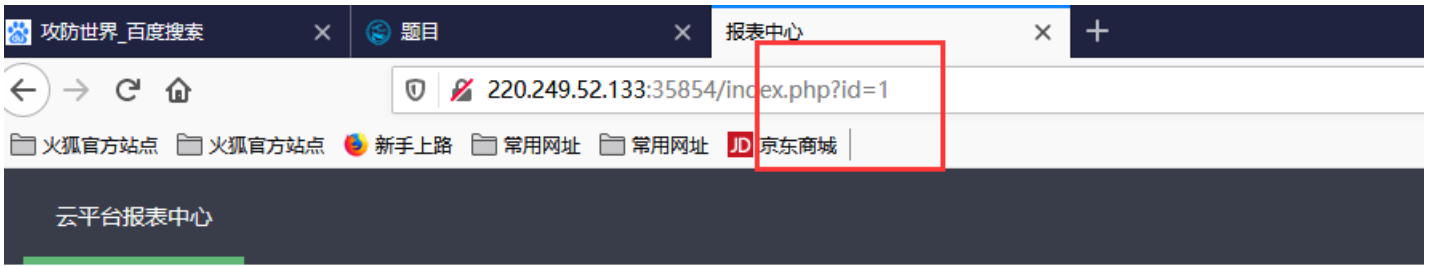 攻防世界_百度搜索 题目 报表中心
220.249.52.133:35854/index.php?id=1
火狐官方站点 火狐官方站点 新手上路 常用网址 常用网址 JD 京东商城
云平台报表中心